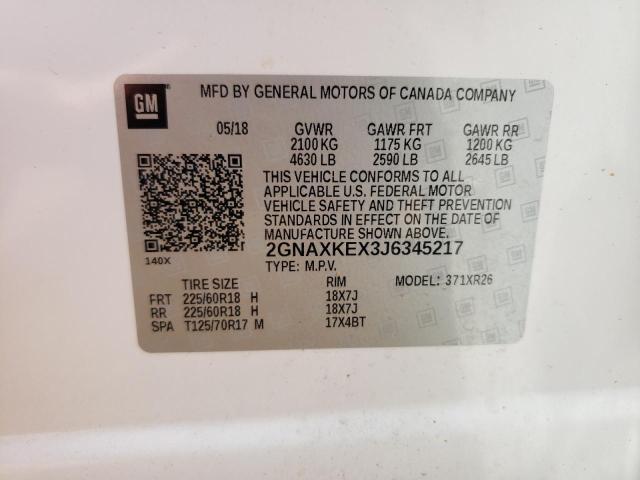 GM
MFD BY GENERAL MOTORS OF CANADA COMPANY
05/18 GVWR GAWR FRT GAWR RR
2100 KG 1175 KG 1200 KG
4630 LB 2590 LB 2645 LB
THIS VEHICLE CONFORMS TO ALL
APPLICABLE U.S. FEDERAL MOTOR
VEHICLE SAFETY AND THEFT PREVENTION
STANDARDS IN EFFECT ON THE DATE OF
MANUFACTURE SHOWN ABOVE.
2GNAXKEX3J6345217
140X
TYPE: M.P.V. MODEL: 371XR26
TIRE SIZE RIM
FRT 225/60R18 H 18X7J
RR 225/60R18 H 18X7J
SPA T125/70R17 M 17X4BT